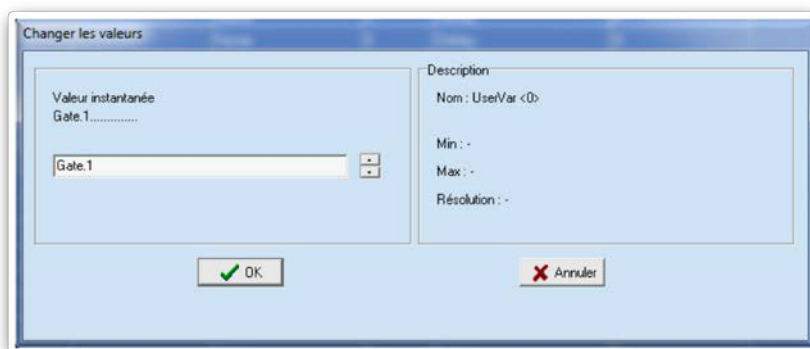 Changer les valeurs
Valeur instantanée
Gate.1.............
Gate.1
OK
Description
Nom : UserVar <0>
Min : -
Max : -
Résolution : -
Annuler